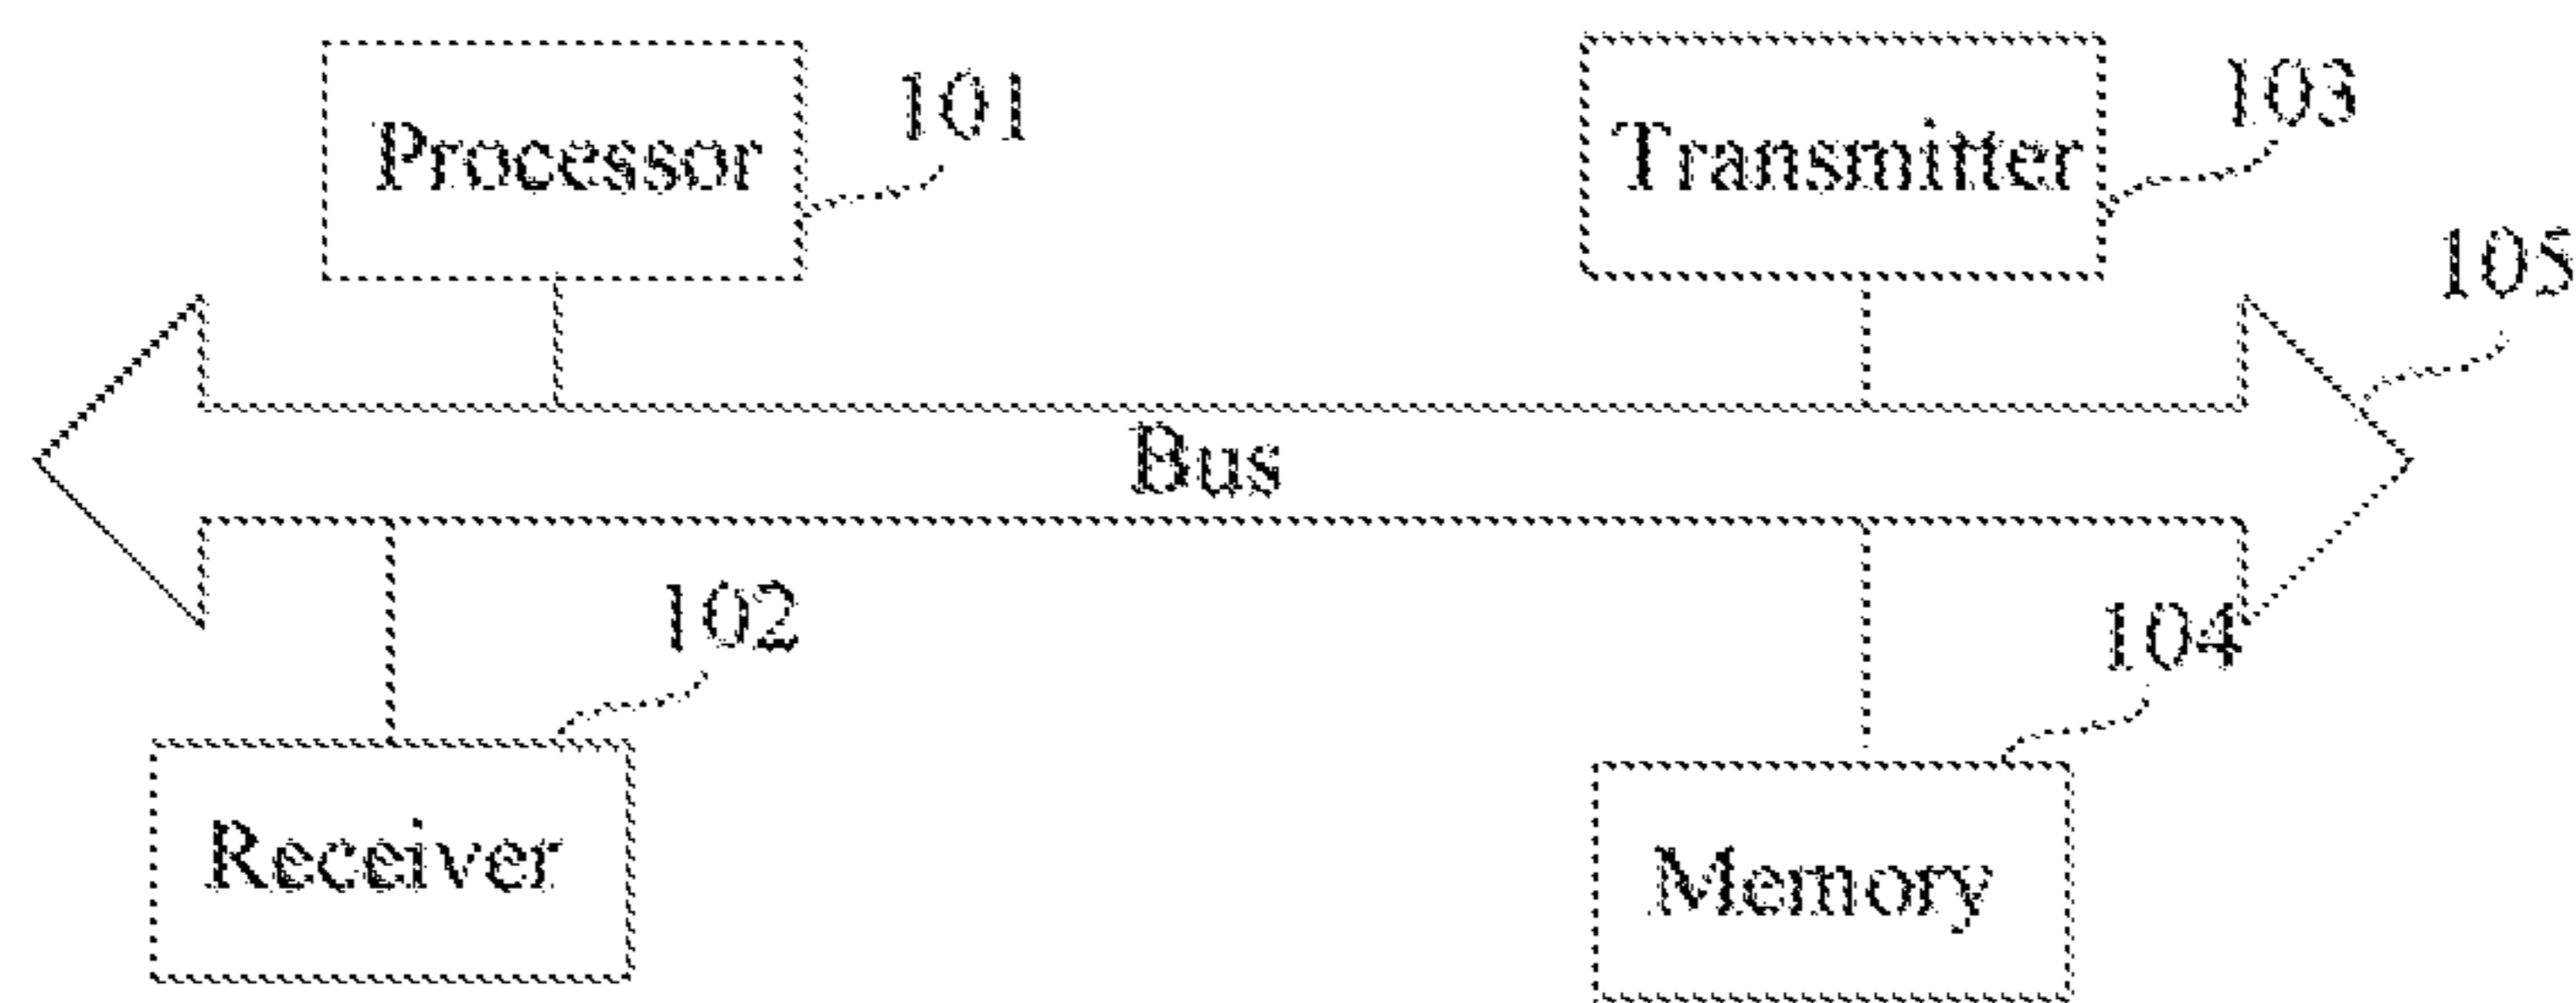 Processor
101
Transmitter
103
105
Bus
102
104
Receiver
Memory